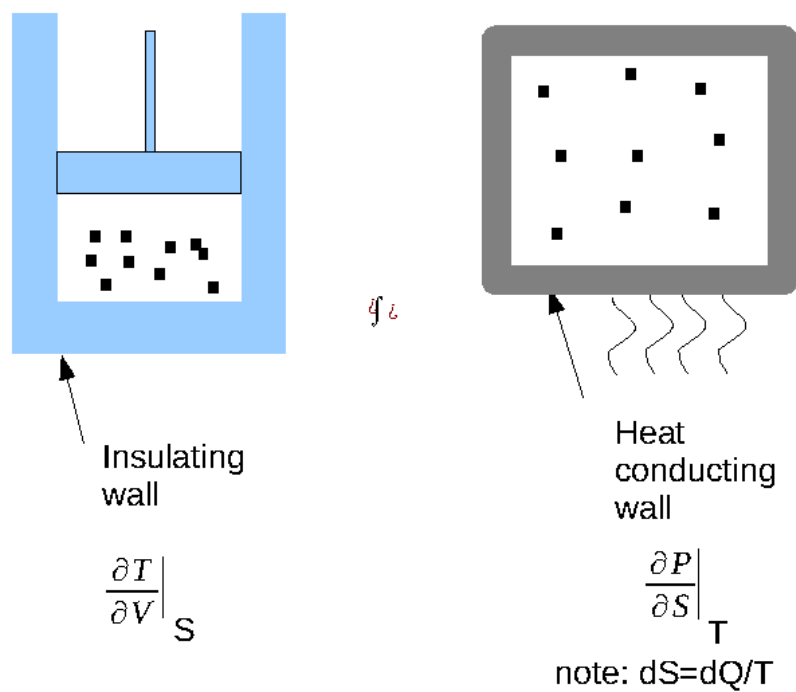 ¿∫ ¿
Insulating
wall
Heat
conducting
wall
∂T
∂V
S
∂P
∂S
T
note: dS=dQ/T